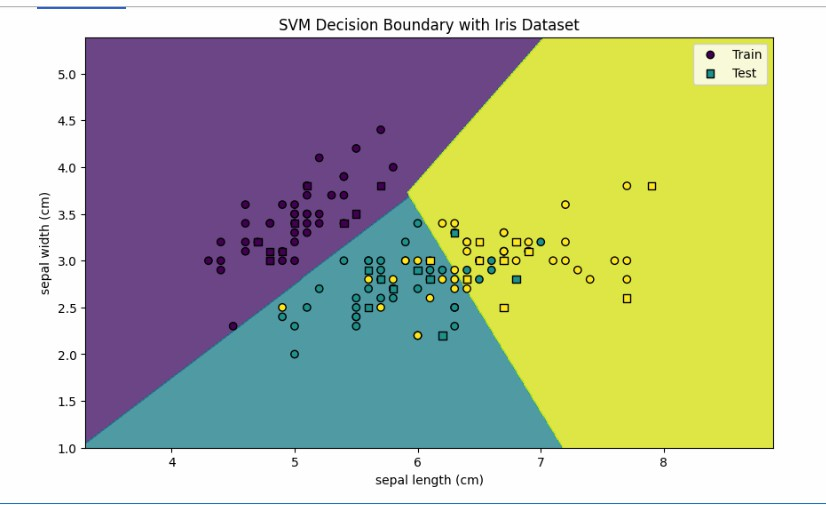 SVM Decision Boundary with Iris Dataset
Train
Test
5.0
4.5
4.0
3.5
3.0
2.5
2.0
1.5
1.0
sepal width (cm)
4 5 6 7 8
sepal length (cm)